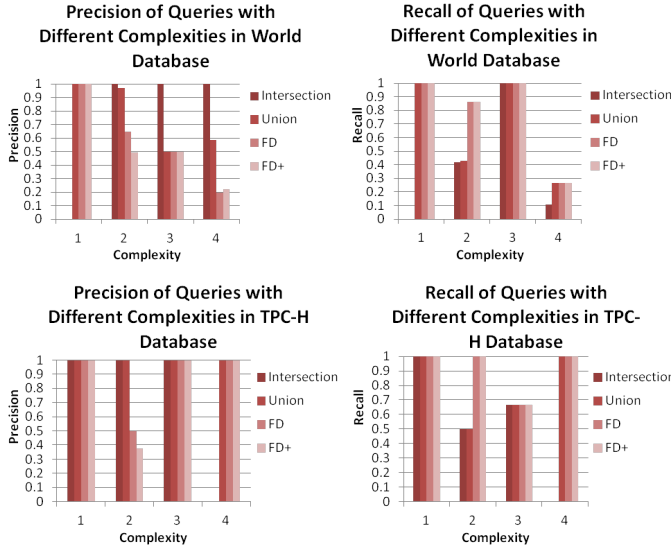 Precision of Queries with
Different Complexities in World
Database
Precision
1
0.9
0.8
0.7
0.6
0.5
0.4
0.3
0.2
0.1
0
1 2 3 4
Complexity
Intersection
Union
FD
FD+
Recall of Queries with
Different Complexities in
World Database
Recall
1
0.9
0.8
0.7
0.6
0.5
0.4
0.3
0.2
0.1
0
1 2 3 4
Complexity
Intersection
Union
FD
FD+
Precision of Queries with
Different Complexities in TPC-H
Database
Precision
1
0.9
0.8
0.7
0.6
0.5
0.4
0.3
0.2
0.1
0
1 2 3 4
Complexity
Intersection
Union
FD
FD+
Recall of Queries with
Different Complexities in TPC-
H Database
Recall
1
0.9
0.8
0.7
0.6
0.5
0.4
0.3
0.2
0.1
0
1 2 3 4
Complexity
Intersection
Union
FD
FD+